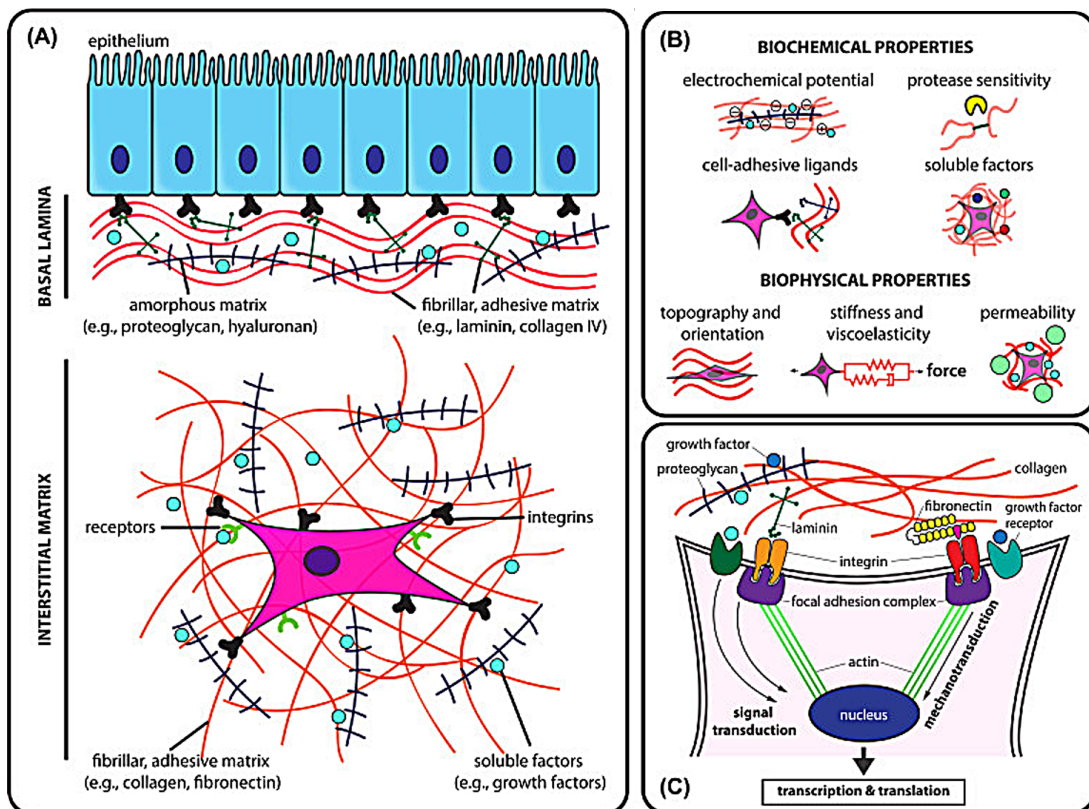 (A)
epithelium
BASAL LAMINA
amorphous matrix
(e.g., proteoglycan, hyaluronan)
fibrillar, adhesive matrix
(e.g., laminin, collagen IV)
INTERSTITIAL MATRIX
receptors
integrins
fibrillar, adhesive matrix
(e.g., collagen, fibronectin)
soluble factors
(e.g., growth factors)
(B)
BIOCHEMICAL PROPERTIES
electrochemical potential
protease sensitivity
cell-adhesive ligands
soluble factors
BIOPHYSICAL PROPERTIES
topography and
orientation
stiffness and
viscoelasticity
permeability
force
growth factor
proteoglycan
collagen
fibronectin
growth factor
receptor
laminin
integrin
focal adhesion complex
actin
mechanotransduction
signal
transduction
nucleus
(C)
transcription & translation